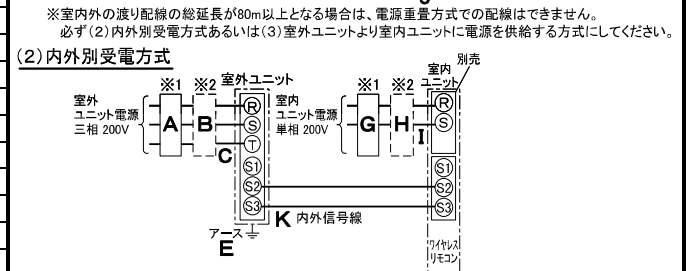 ※室内外の渡り配線の総延長が80m以上となる場合は、電源重畳方式での配線はできません。
必ず(2)内外別受電方式あるいは(3)室外ユニットより室内ユニットに電源を供給する方式にしてください。
(2)内外別受電方式
※1 ※2 室外ユニット
※1 ※2 室内ユニット 別売
室外
ユニット電源
三相 200V
A B C
R
S
T
S1
S2
S3
室内
ユニット電源
単相 200V
G H I
R
S
S1
S2
S3
K 内外信号線
アース
E
ワイヤレス
リモコン